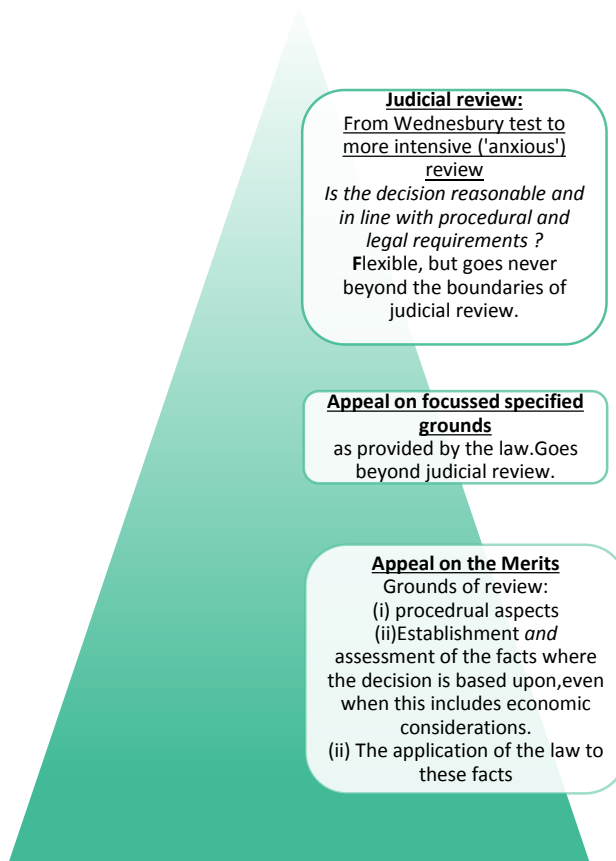 Judicial review:
From Wednesbury test to
more intensive ('anxious')
review
Is the decision reasonable and
in line with procedural and
legal requirements ?
Flexible, but goes never
beyond the boundaries of
judicial review.
Appeal on focussed specified
grounds
as provided by the law.Goes
beyond judicial review.
Appeal on the Merits
Grounds of review:
(i) procedrual aspects
(ii)Establishment and
assessment of the facts where
the decision is based upon,even
when this includes economic
considerations.
(ii) The application of the law to
these facts